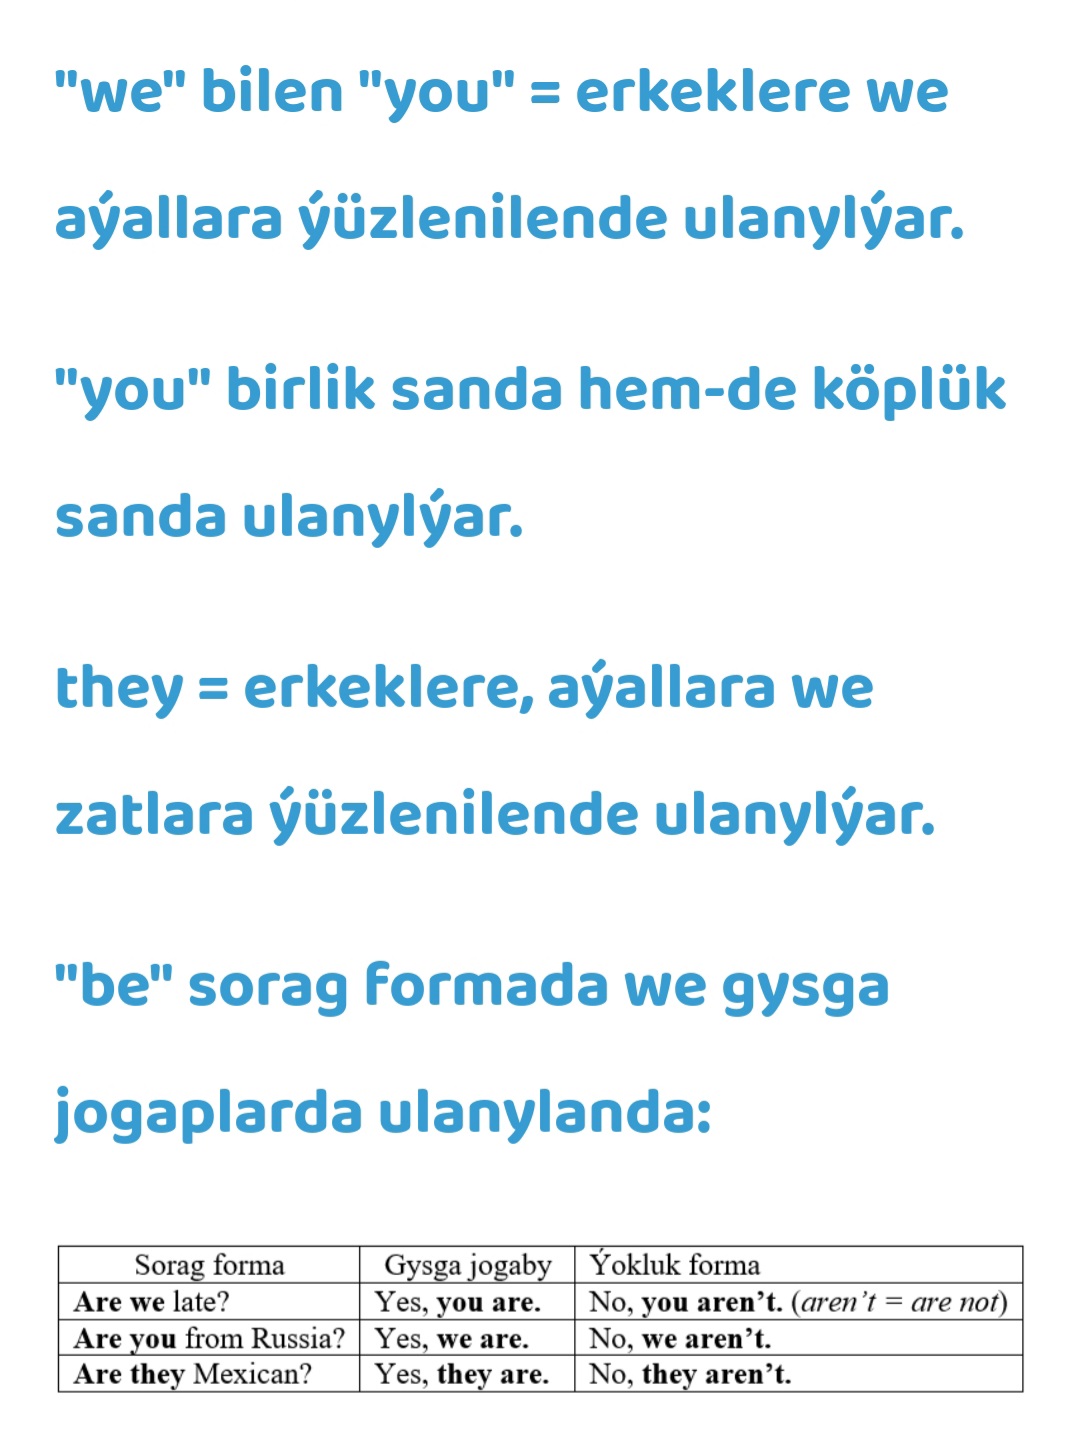 "we" bilen "you" = erkeklere we
aýallara ýüzlenilende ulanylýar.
"you" birlik sanda hem-de köplük
sanda ulanylýar.
they = erkeklere, aýallara we
zatlara ýüzlenilende ulanylýar.
"be" sorag formada we gysga
jogaplarda ulanylanda:
Sorag forma Gysga jogaby Ýokluk forma
Are we late? Yes, you are. No, you aren’t. (aren’t = are not)
Are you from Russia? Yes, we are. No, we aren’t.
Are they Mexican? Yes, they are. No, they aren’t.